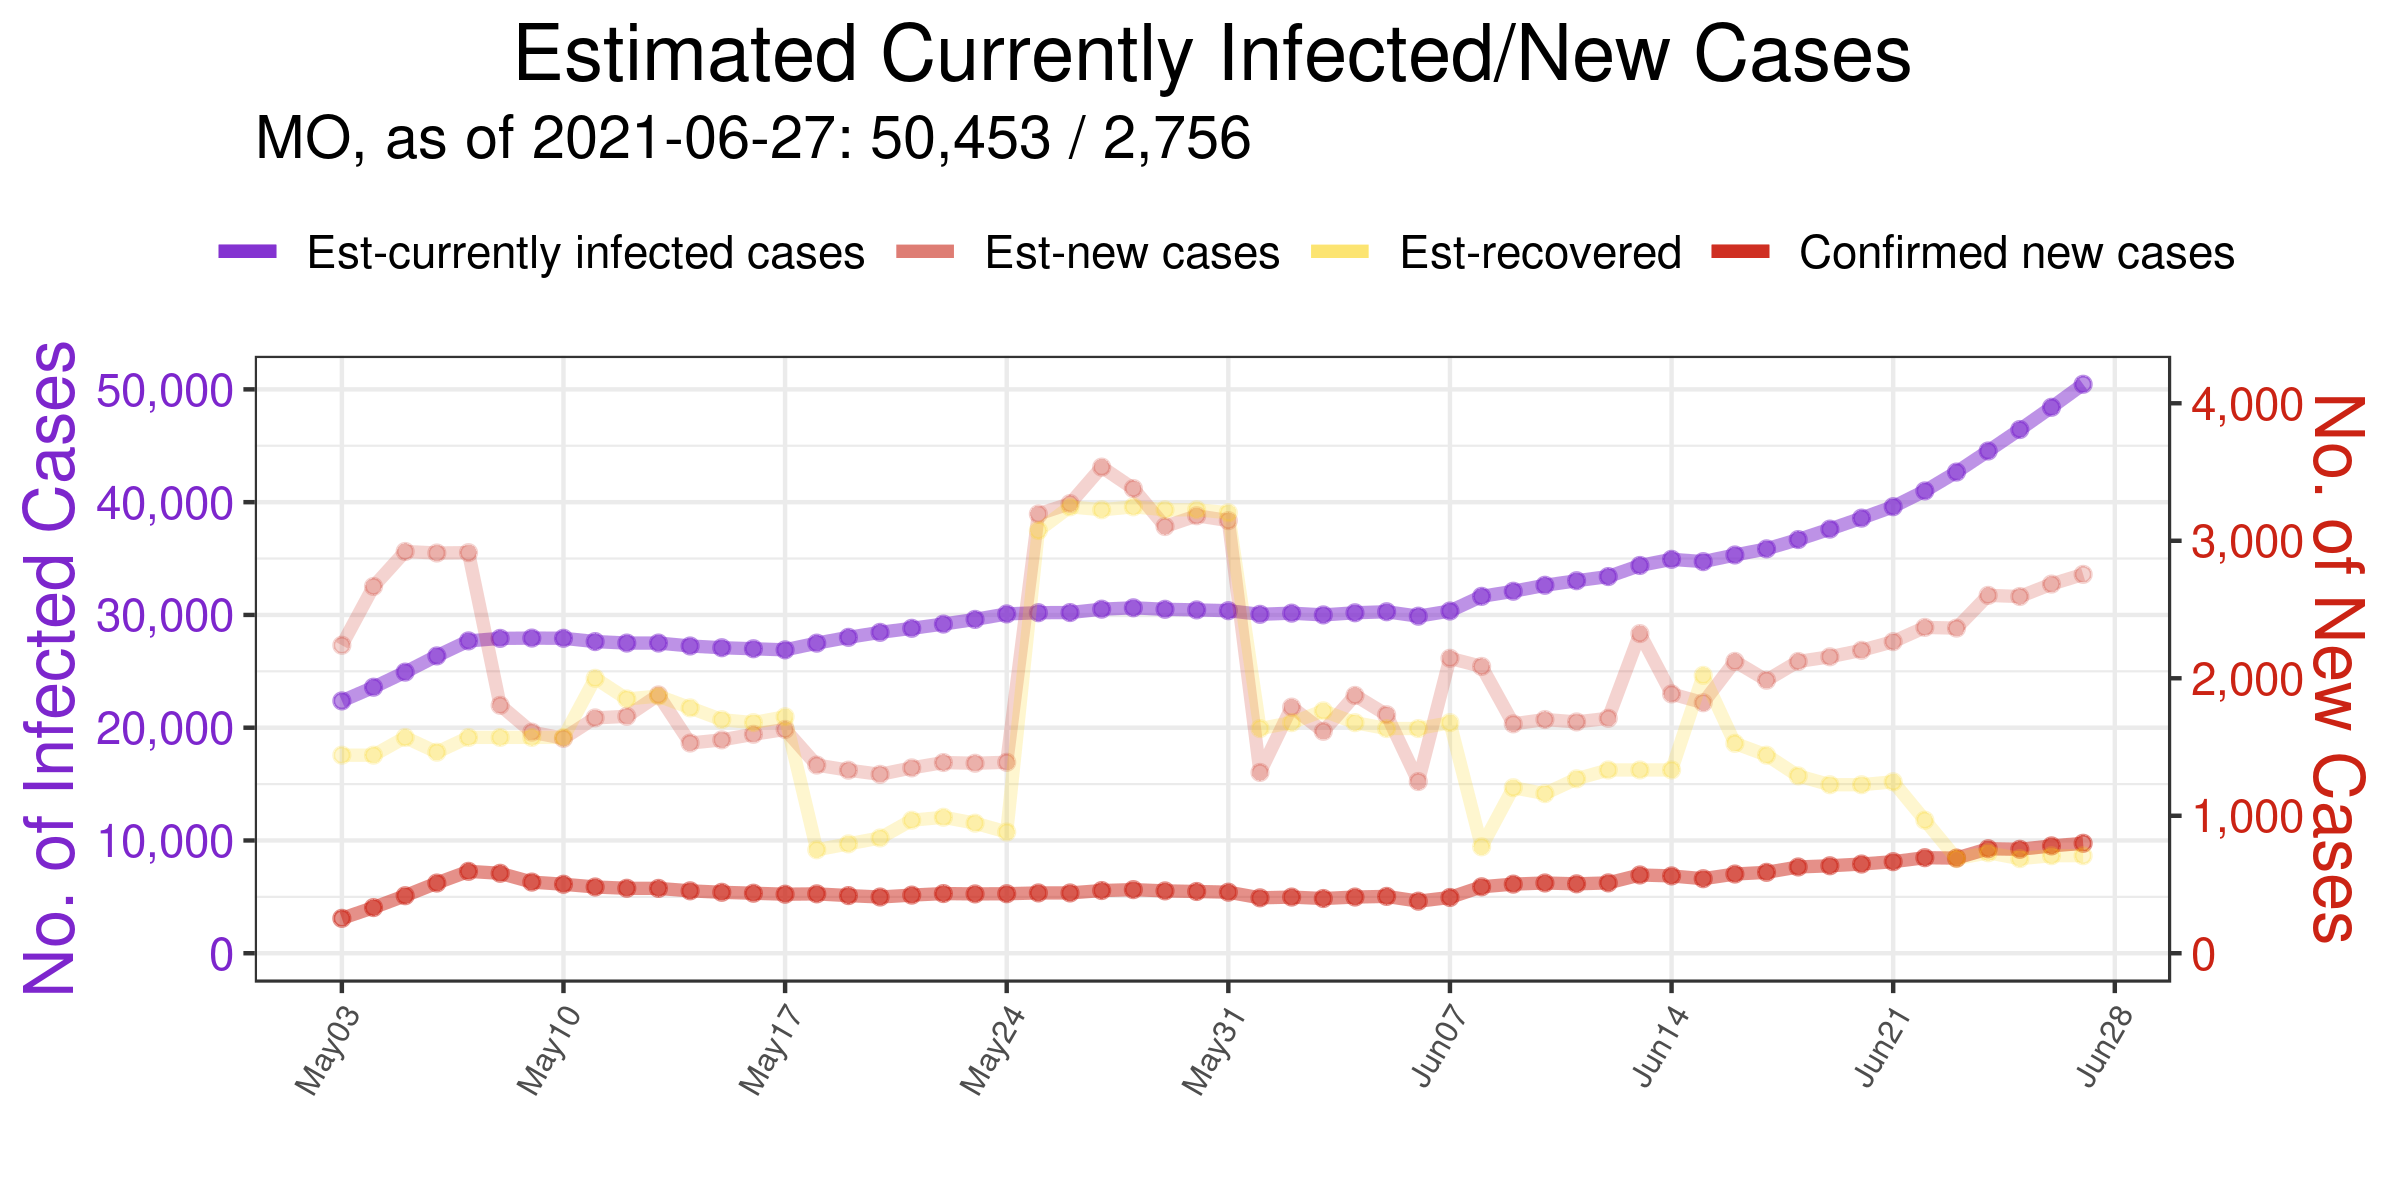 Estimated Currently Infected/New Cases
MO, as of 2021-06-27: 50,453 / 2,756
Est-currently infected cases Est-new cases Est-recovered Confirmed new cases
No. of Infected Cases
50,000
40,000
30,000
20,000
10,000
0
4,000
3,000
2,000
1,000
0
No. of New Cases
May03 May10 May17 May24 May31 Jun07 Jun14 Jun21 Jun28